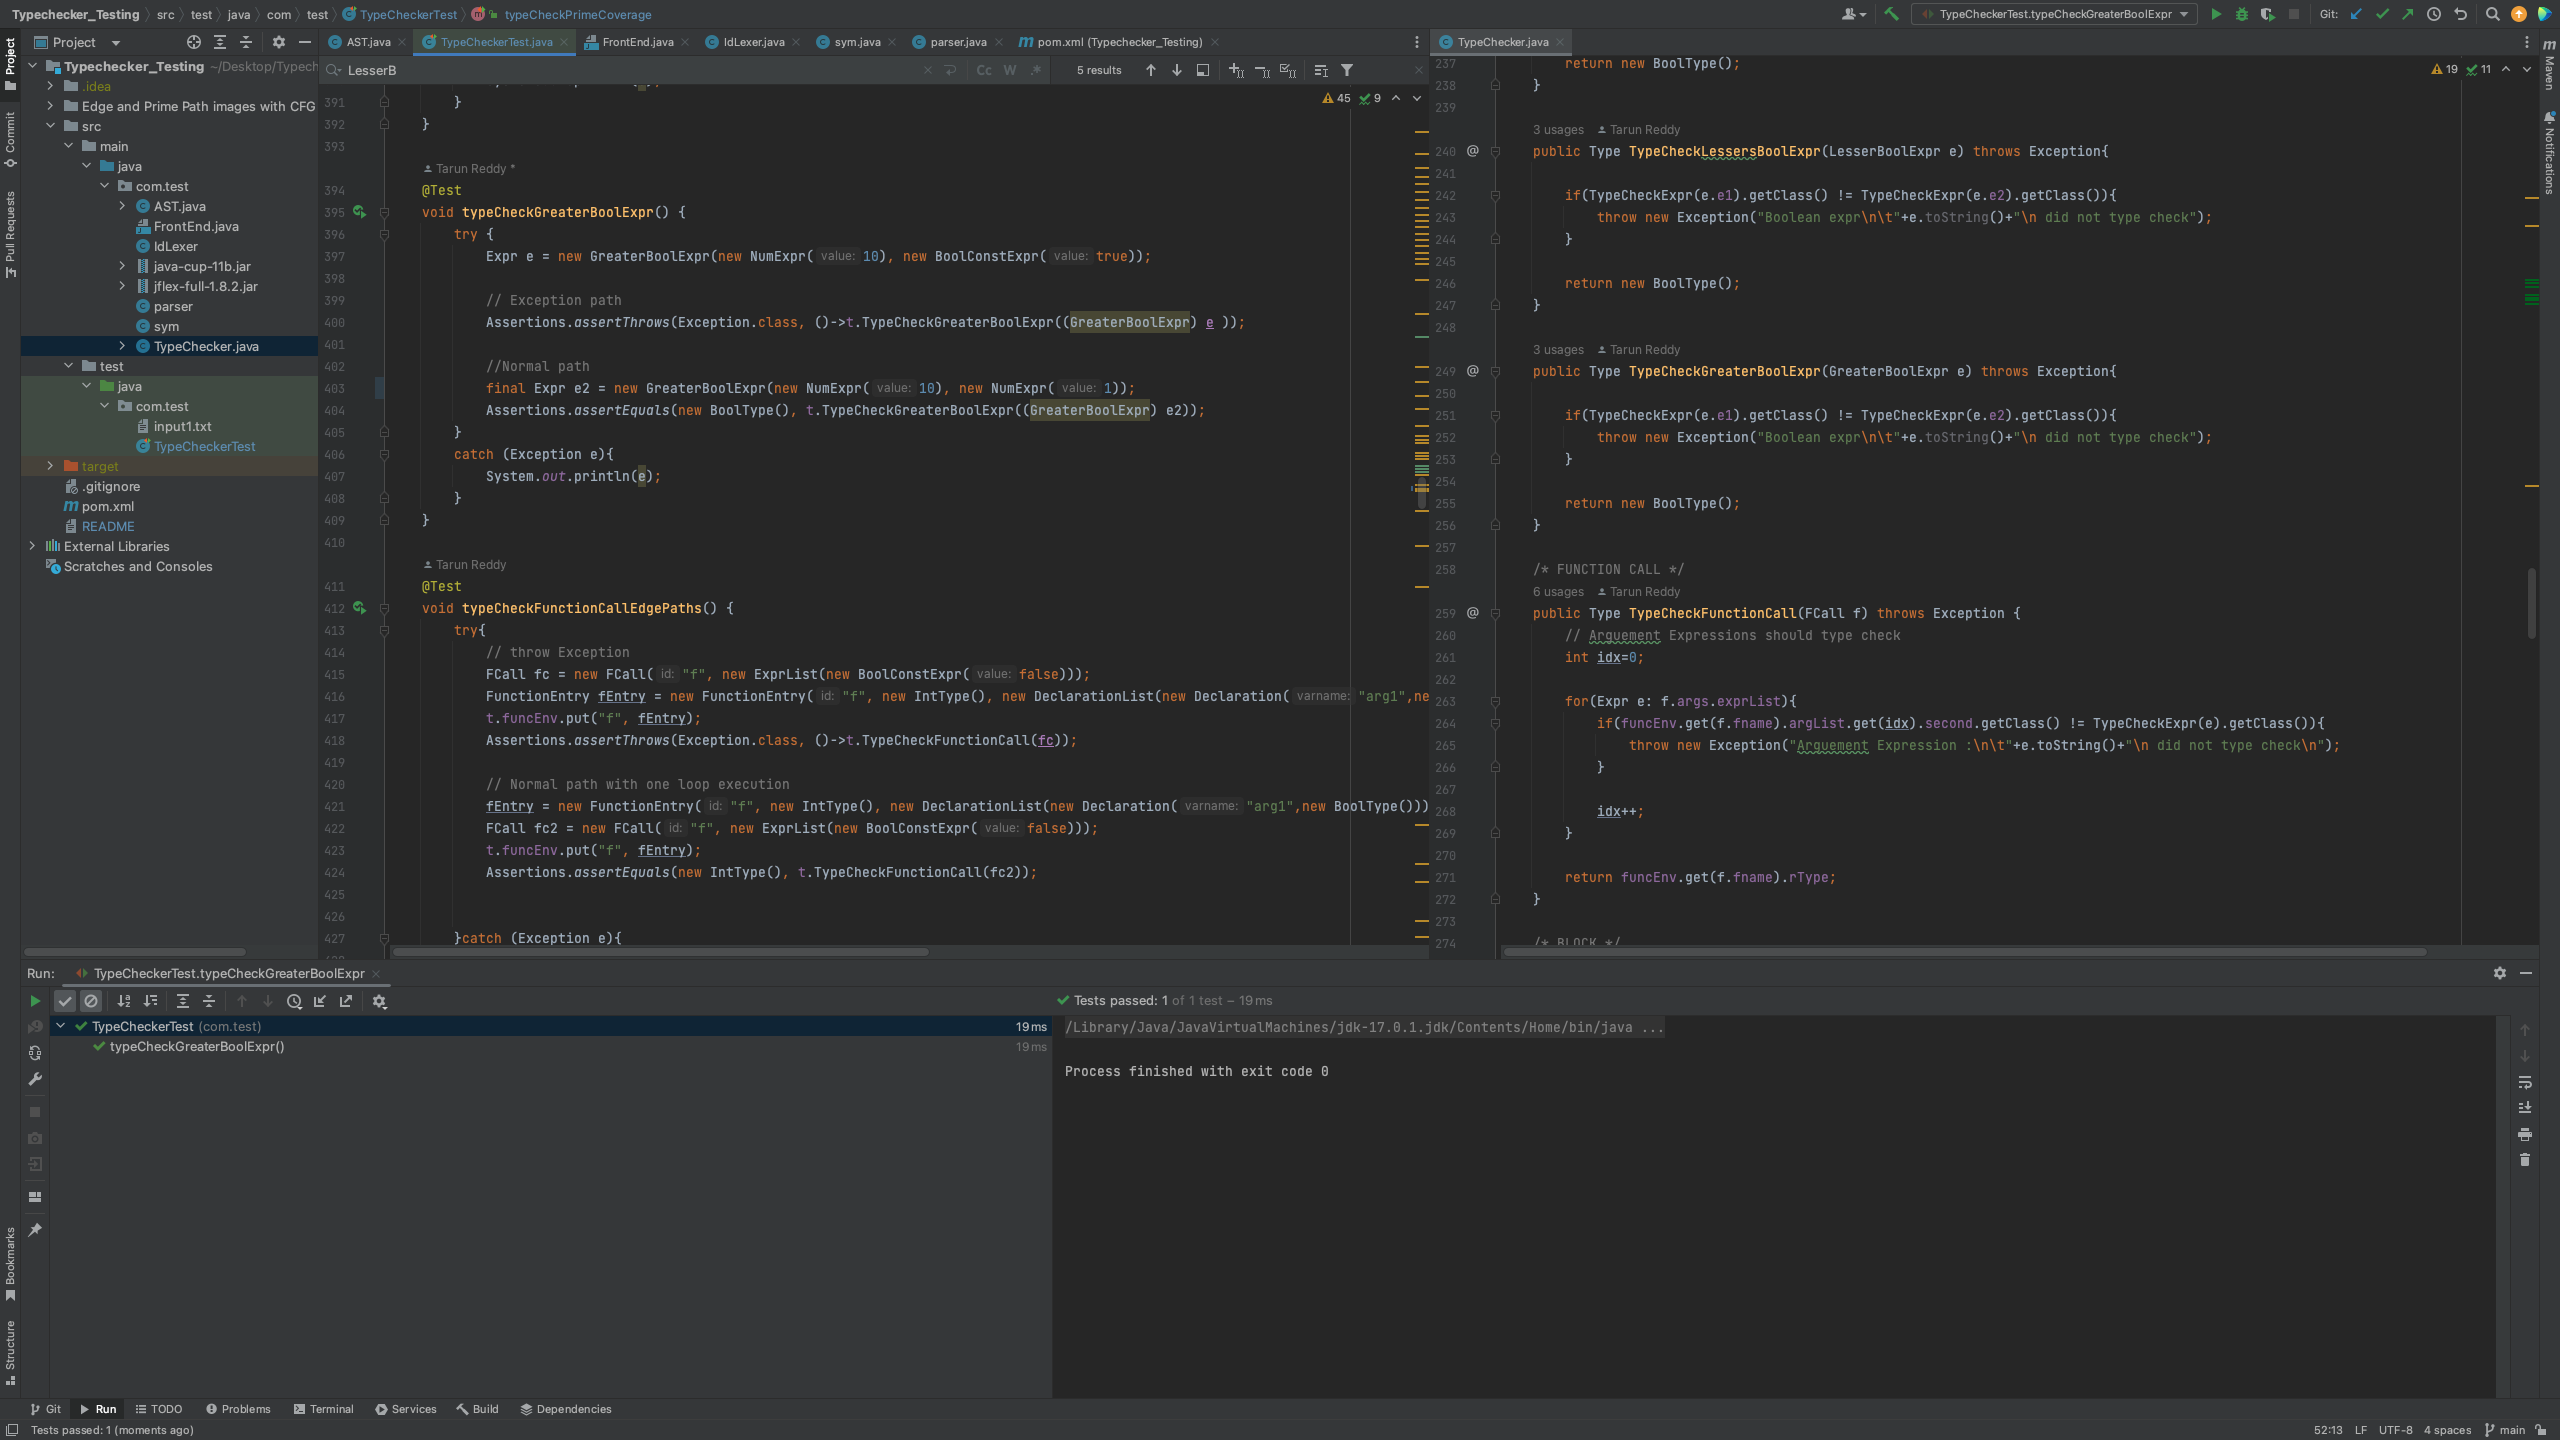 Typechecker_Testing src test java com test TypeCheckerTest typeCheckPrimeCoverage
TypeCheckerTest.typeCheckGreaterBoolExpr Git:
Project
AST.java TypeCheckerTest.java FrontEnd.java IdLexer.java sym.java parser.java pom.xml (Typechecker_Testing)
TypeChecker.java
Project
Commit
Pull Requests
Bookmarks
Structure
Maven
Notifications
Typechecker_Testing ~/Desktop/Typech
.idea
Edge and Prime Path images with CFG
src
main
java
com.test
AST.java
FrontEnd.java
IdLexer
java-cup-11b.jar
jflex-full-1.8.2.jar
parser
sym
TypeChecker.java
test
java
com.test
input1.txt
TypeCheckerTest
target
.gitignore
pom.xml
README
External Libraries
Scratches and Consoles
LesserB Cc W .* 5 results
45 9
391 }
392 }
393
Tarun Reddy *
394 @Test
395 void typeCheckGreaterBoolExpr() {
396 try {
397 Expr e = new GreaterBoolExpr(new NumExpr( value: 10), new BoolConstExpr( value: true));
398
399 // Exception path
400 Assertions.assertThrows(Exception.class, ()->t.TypeCheckGreaterBoolExpr((GreaterBoolExpr) e ));
401
402 //Normal path
403 final Expr e2 = new GreaterBoolExpr(new NumExpr( value: 10), new NumExpr( value: 1));
404 Assertions.assertEquals(new BoolType(), t.TypeCheckGreaterBoolExpr((GreaterBoolExpr) e2));
405 }
406 catch (Exception e){
407 System.out.println(e);
408 }
409 }
410
Tarun Reddy
411 @Test
412 void typeCheckFunctionCallEdgePaths() {
413 try{
414 // throw Exception
415 FCall fc = new FCall( id: "f", new ExprList(new BoolConstExpr( value: false)));
416 FunctionEntry fEntry = new FunctionEntry( id: "f", new IntType(), new DeclarationList(new Declaration( varname: "arg1",ne
417 t.funcEnv.put("f", fEntry);
418 Assertions.assertThrows(Exception.class, ()->t.TypeCheckFunctionCall(fc));
419
420 // Normal path with one loop execution
421 fEntry = new FunctionEntry( id: "f", new IntType(), new DeclarationList(new Declaration( varname: "arg1",new BoolType()))
422 FCall fc2 = new FCall( id: "f", new ExprList(new BoolConstExpr( value: false)));
423 t.funcEnv.put("f", fEntry);
424 Assertions.assertEquals(new IntType(), t.TypeCheckFunctionCall(fc2));
425
426
427 }catch (Exception e){
19 11
237 return new BoolType();
238 }
239
3 usages Tarun Reddy
240 @ public Type TypeCheckLessersBoolExpr(LesserBoolExpr e) throws Exception{
241
242 if(TypeCheckExpr(e.e1).getClass() != TypeCheckExpr(e.e2).getClass()){
243 throw new Exception("Boolean expr\n\t"+e.toString()+"\n did not type check");
244 }
245
246 return new BoolType();
247 }
248
3 usages Tarun Reddy
249 @ public Type TypeCheckGreaterBoolExpr(GreaterBoolExpr e) throws Exception{
250
251 if(TypeCheckExpr(e.e1).getClass() != TypeCheckExpr(e.e2).getClass()){
252 throw new Exception("Boolean expr\n\t"+e.toString()+"\n did not type check");
253 }
254
255 return new BoolType();
256 }
257
258 /* FUNCTION CALL */
6 usages Tarun Reddy
259 @ public Type TypeCheckFunctionCall(FCall f) throws Exception {
260 // Arguement Expressions should type check
261 int idx=0;
262
263 for(Expr e: f.args.exprList){
264 if(funcEnv.get(f.fname).argList.get(idx).second.getClass() != TypeCheckExpr(e).getClass()){
265 throw new Exception("Arguement Expression :\n\t"+e.toString()+"\n did not type check\n");
266 }
267
268 idx++;
269 }
270
271 return funcEnv.get(f.fname).rType;
272 }
273
274 /* BLOCK */
Run: TypeCheckerTest.typeCheckGreaterBoolExpr
Tests passed: 1 of 1 test – 19 ms
TypeCheckerTest (com.test) 19 ms
typeCheckGreaterBoolExpr() 19 ms
/Library/Java/JavaVirtualMachines/jdk-17.0.1.jdk/Contents/Home/bin/java ...
Process finished with exit code 0
Git Run TODO Problems Terminal Services Build Dependencies
Tests passed: 1 (moments ago)
52:13 LF UTF-8 4 spaces main